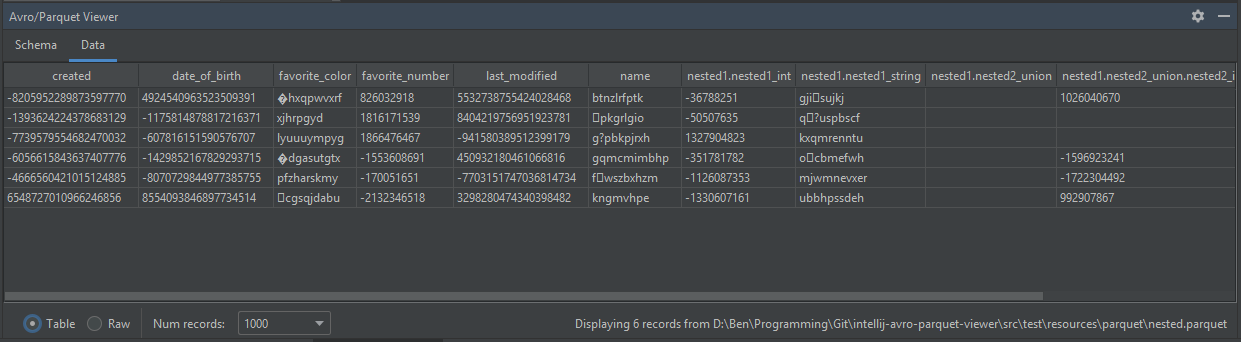 Avro/Parquet Viewer
Schema Data
created date_of_birth favorite_color favorite_number last_modified name nested1.nested1_int nested1.nested1_string nested1.nested2_union nested1.nested2_union.nested2_i
-8205952289873597770 4924540963523509391 �hxqpwvxrf 826032918 5532738755424028468 btnzlrfptk -36788251 gji▯sujkj 1026040670
-1393624224378683129 -1175814878817216371 xjhrpgyd 1816171539 8404219756951923781 ▯pkgrlgio -50507635 q▯?uspbscf
-7739579554682470032 -607816151590576707 lyuuuympyg 1866476467 -941580389512399179 g?pbkpjrxh 1327904823 kxqmrenntu
-6056615843637407776 -1429852167829293715 �dgasutgtx -1553608691 450932180461066816 gqmcmimbhp -351781782 o▯cbmefwh -1596923241
-4666560421015124885 -8070729844977385755 pfzharskmy -170051651 -7703151747036814734 f▯wszbxhzm -1126087353 mjwmnevxer -1722304492
6548727010966246856 8554093846897734514 ▯cgsqjdabu -2132346518 3298280474340398482 kngmvhpe -1330607161 ubbhpssdeh 992907867
Table Raw Num records: 1000 Displaying 6 records from D:\Ben\Programming\Git\intellij-avro-parquet-viewer\src\test\resources\parquet\nested.parquet